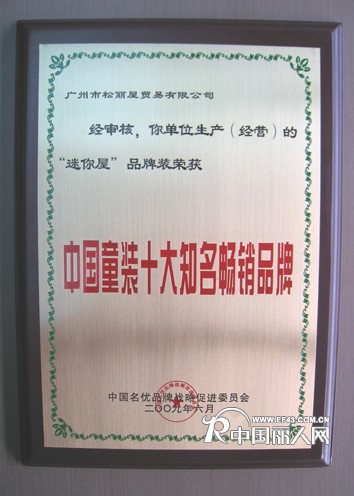 广州市松丽屋贸易有限公司
经审核，你单位生产（经营）的
“迷你屋”品牌装荣获
中国童装十大知名畅销品牌
中国名优品牌战略促进委员会
二〇〇九年六月
WWW.EF43.COM.CN
中国丽人网